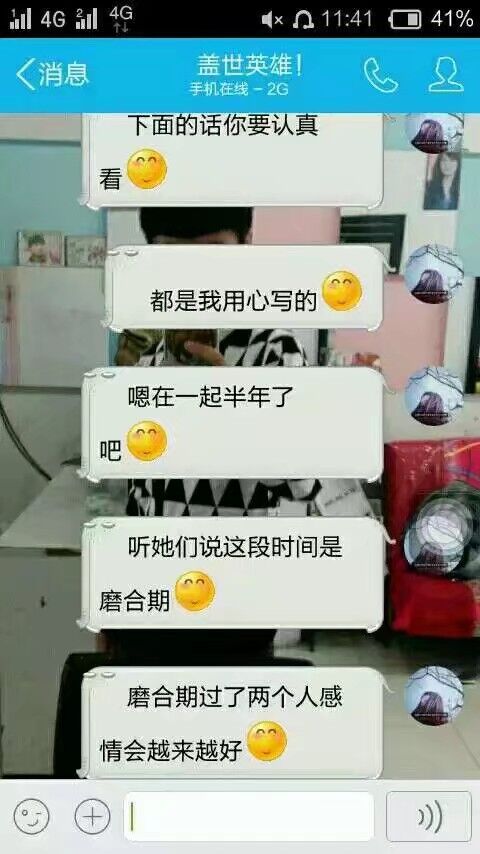 4G
4G
11:41
41%
消息
盖世英雄！
手机在线 – 2G
下面的话你要认真
看
都是我用心写的
嗯在一起半年了
吧
听她们说这段时间是
磨合期
磨合期过了两个人感
情会越来越好